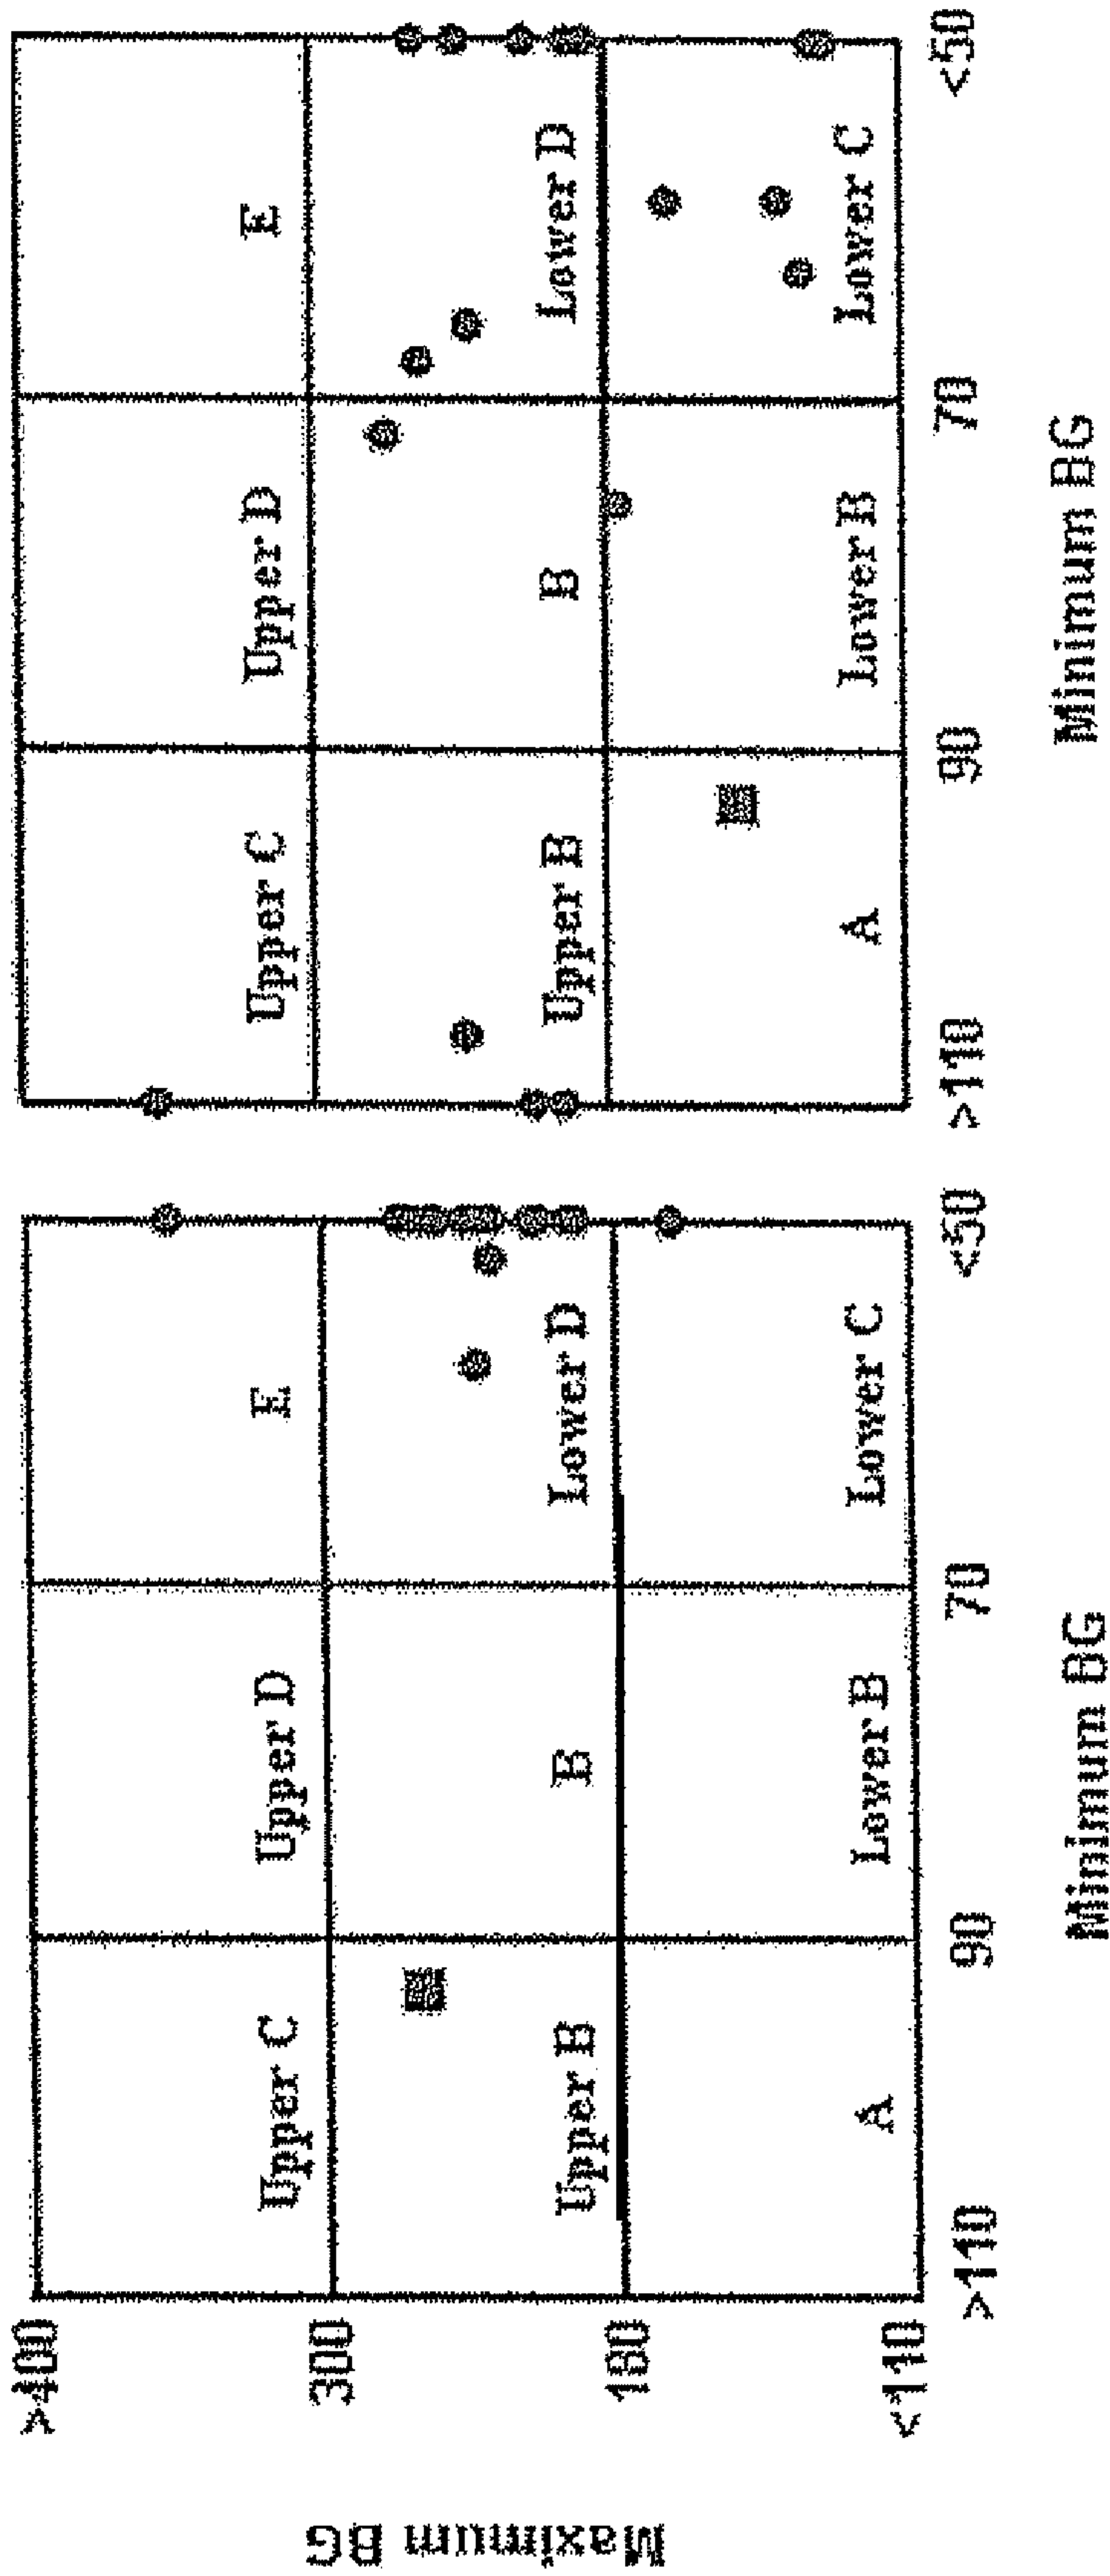 Maximum BG
>400
300
180
<110
Upper C
Upper D
E
Upper B
B
Lower D
A
Lower B
Lower C
>110
90
70
<50
Minimum BG
Upper C
Upper D
E
Upper B
B
Lower D
A
Lower B
Lower C
>110
90
70
<50
Minimum BG